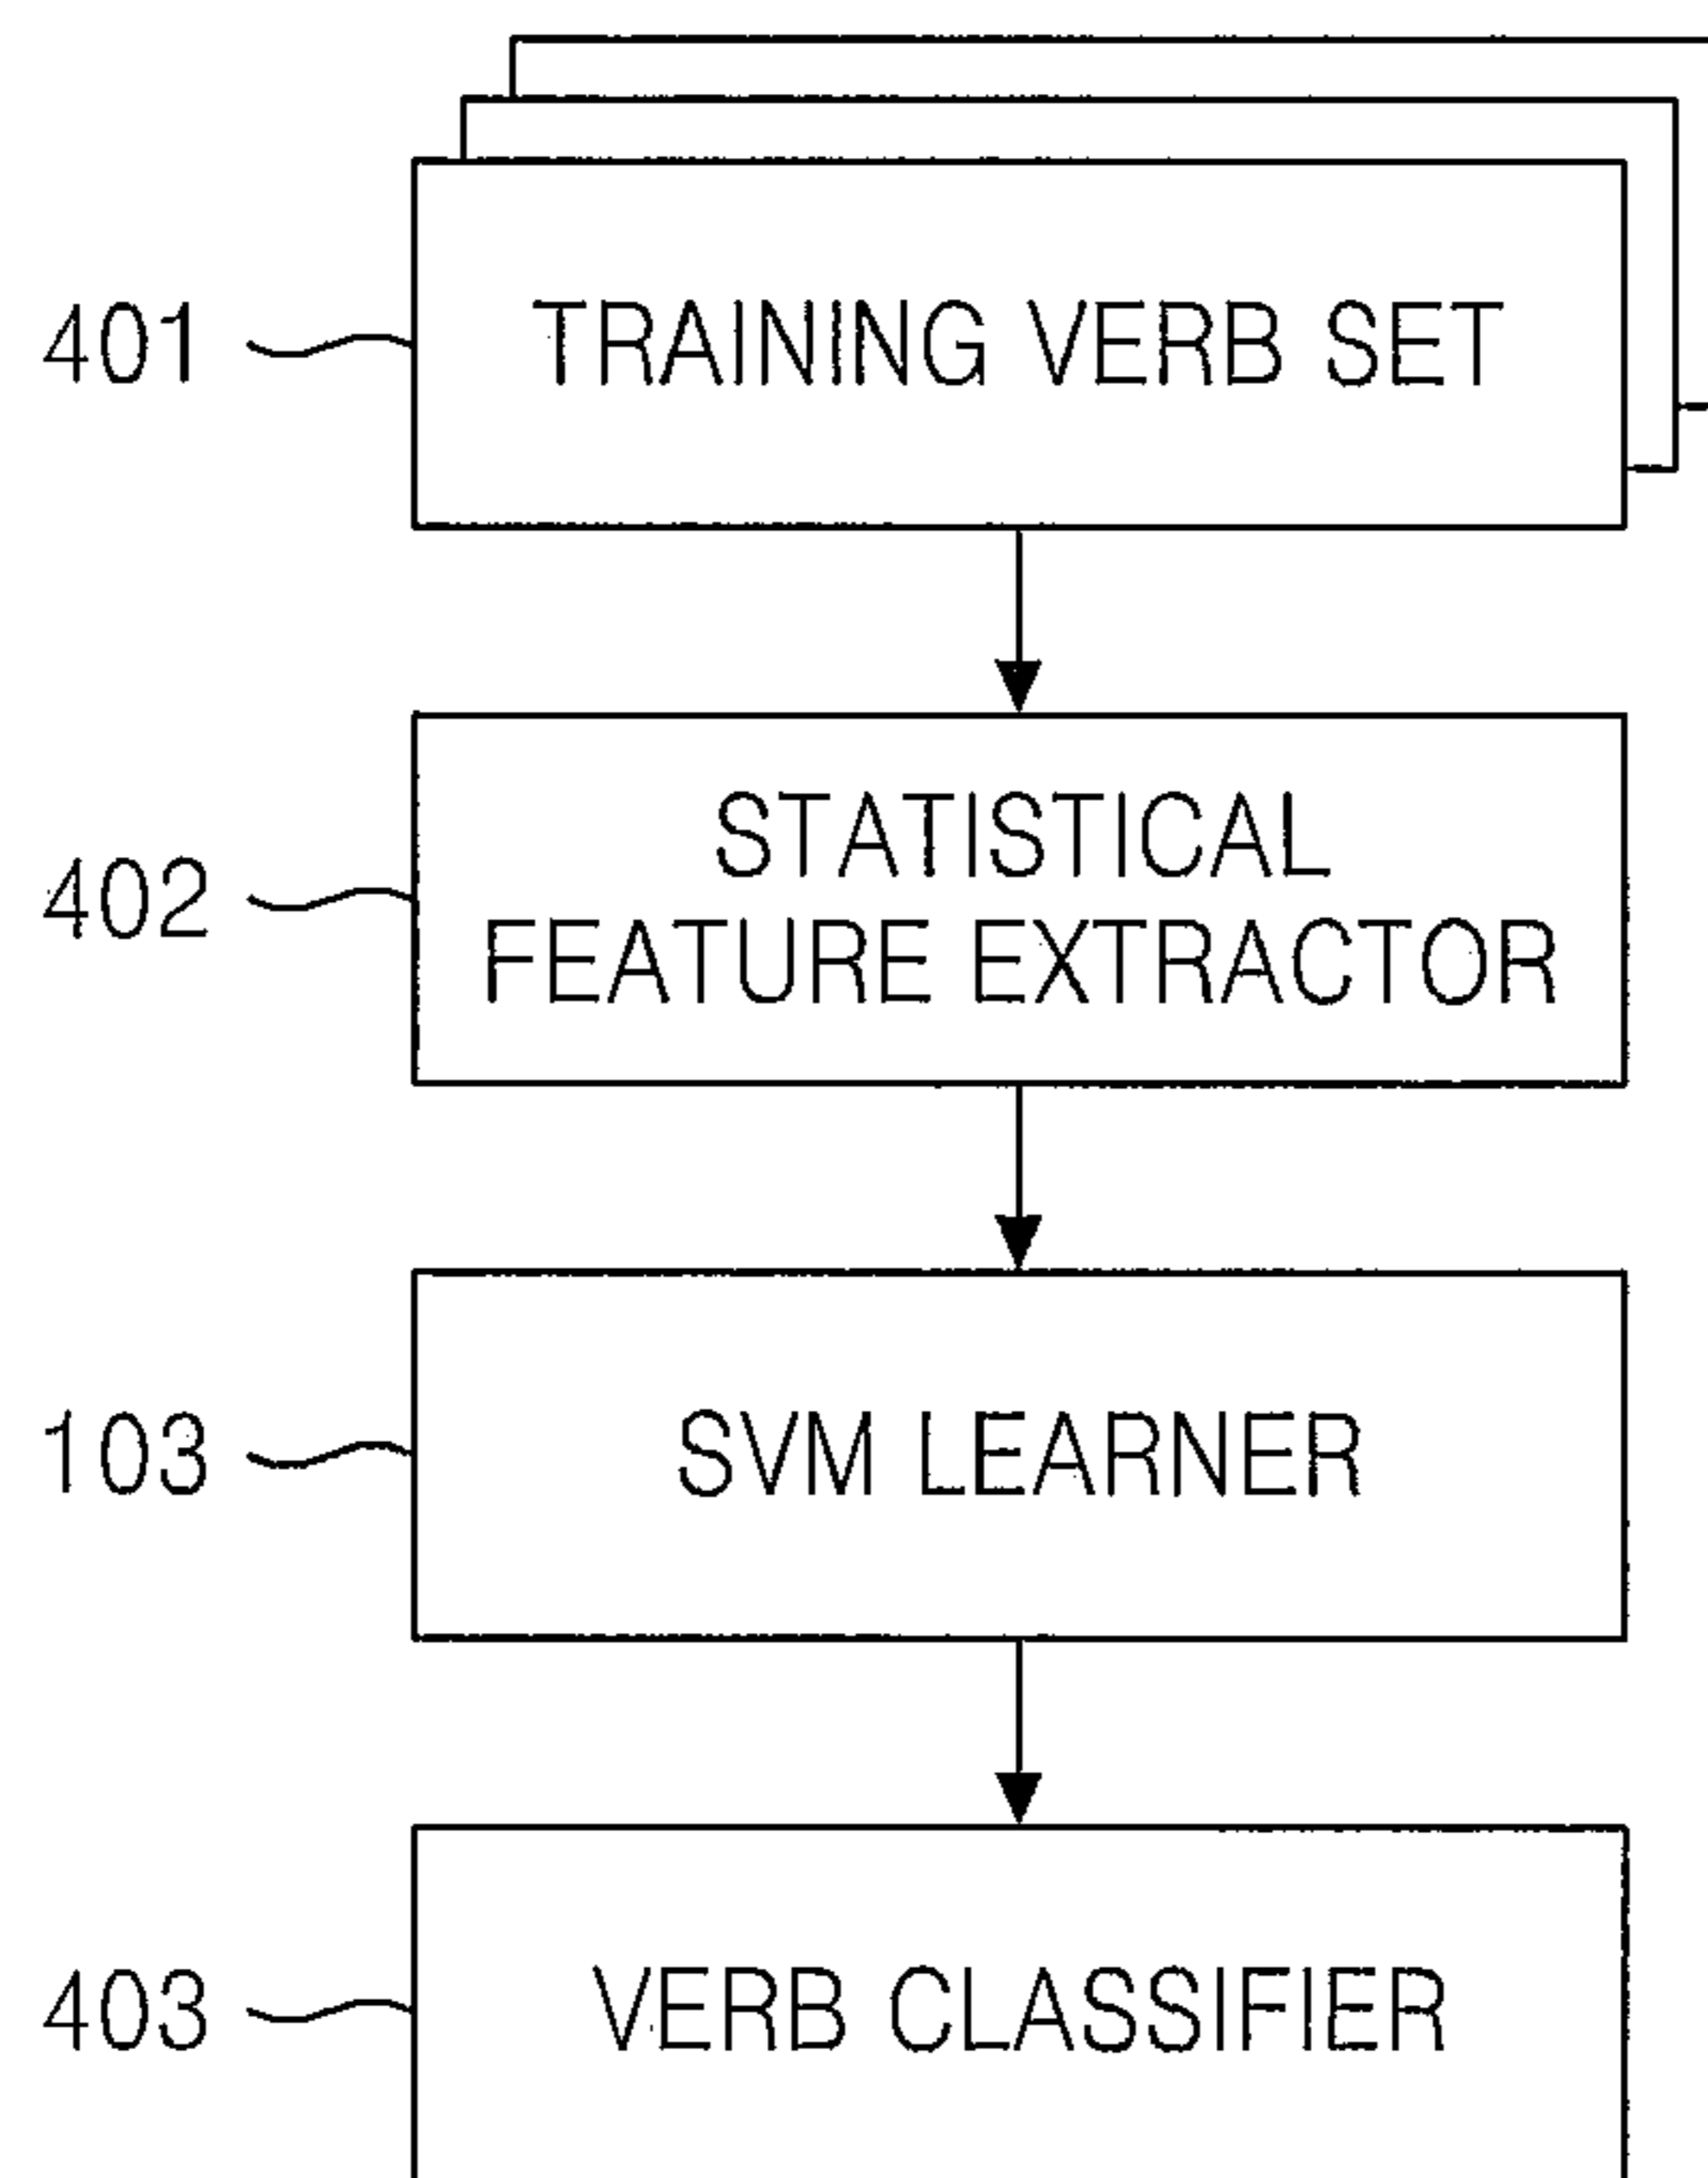 401 TRAINING VERB SET
STATISTICAL
402 FEATURE EXTRACTOR
103 SVM LEARNER
403 VERB CLASSIFIER